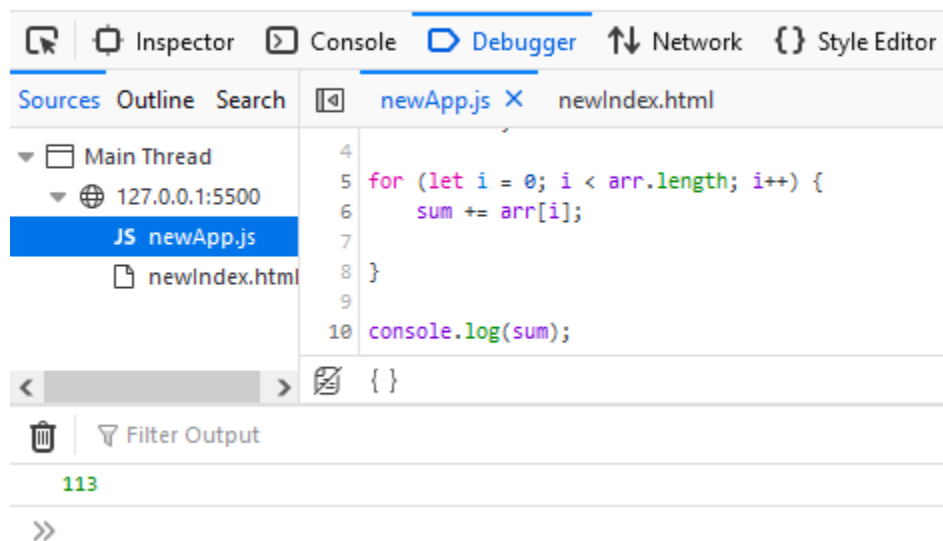 Inspector Console Debugger Network {} Style Editor
Sources Outline Search newApp.js × newIndex.html
Main Thread
127.0.0.1:5500
JS newApp.js
newIndex.html
4
5 for (let i = 0; i < arr.length; i++) {
6 sum += arr[i];
7
8 }
9
10 console.log(sum);
{ }
Filter Output
113
»